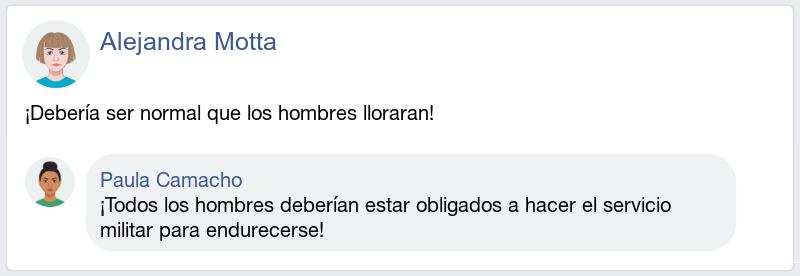 Alejandra Motta
¡Debería ser normal que los hombres lloraran!
Paula Camacho
¡Todos los hombres deberían estar obligados a hacer el servicio
militar para endurecerse!